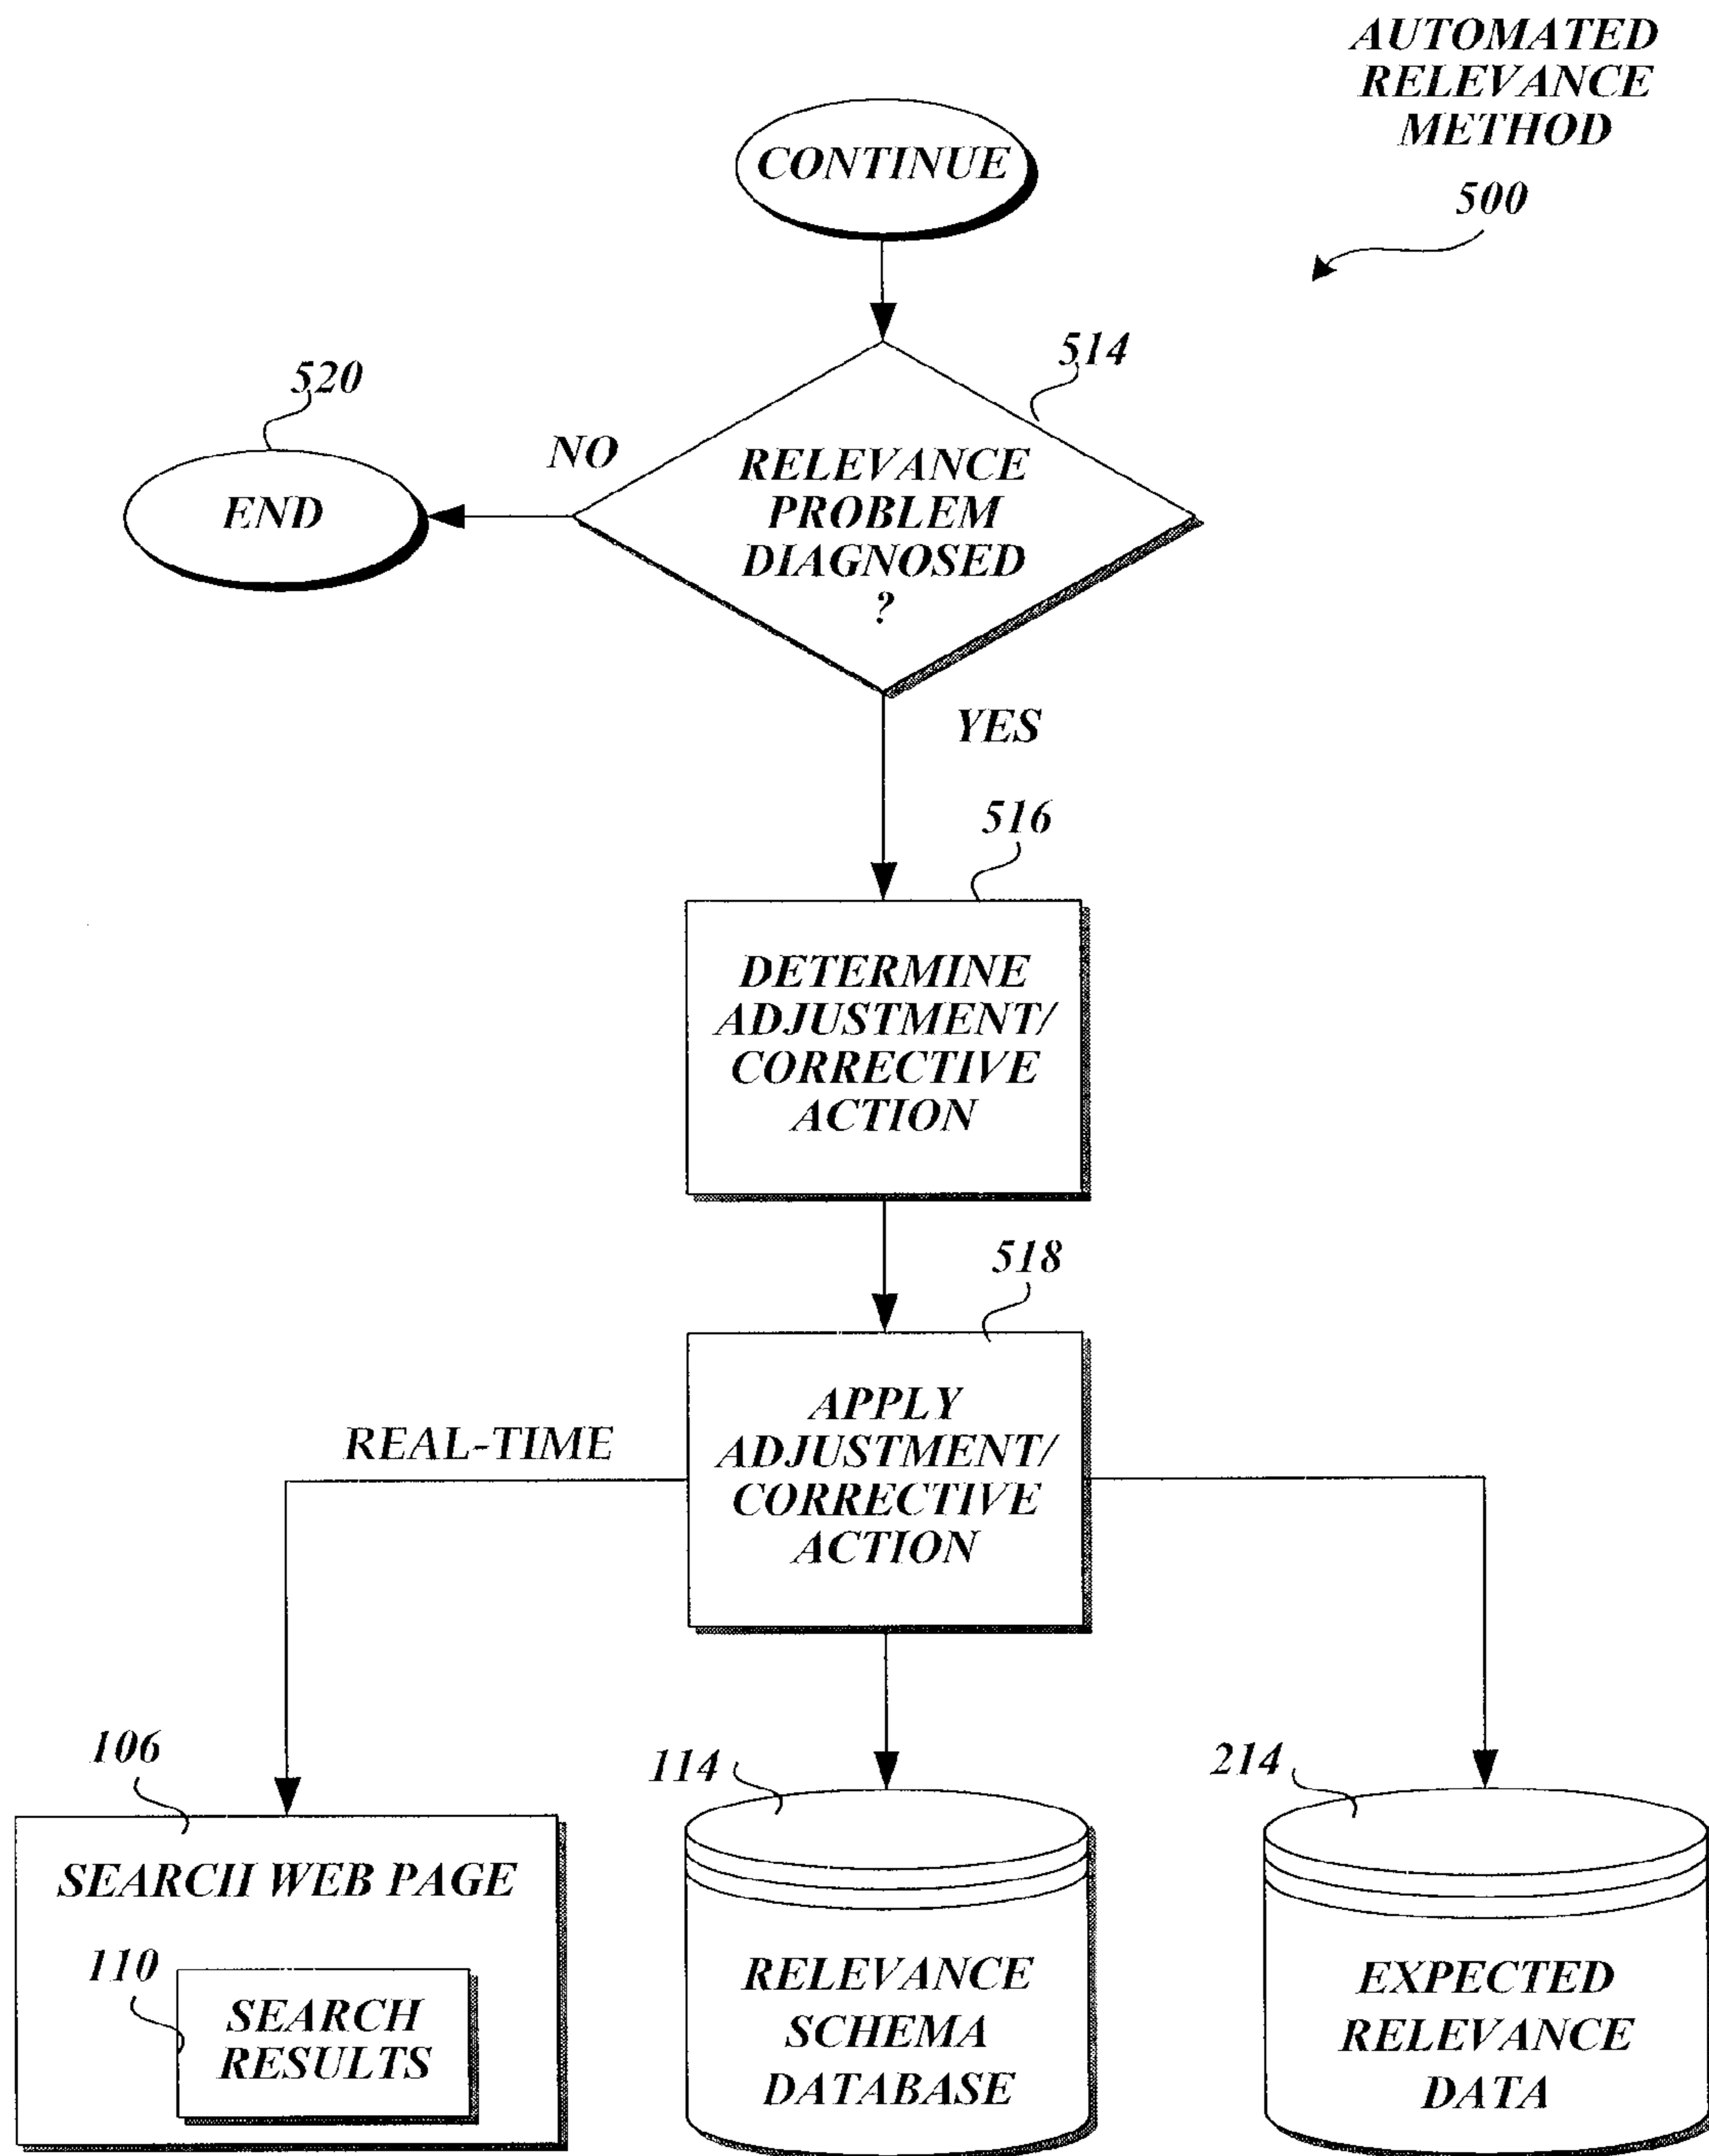 AUTOMATED
RELEVANCE
METHOD
500
CONTINUE
514
520
NO
RELEVANCE
PROBLEM
DIAGNOSED
?
END
YES
516
DETERMINE
ADJUSTMENT/
CORRECTIVE
ACTION
518
APPLY
ADJUSTMENT/
CORRECTIVE
ACTION
REAL-TIME
106
SEARCH WEB PAGE
110
SEARCH
RESULTS
114
RELEVANCE
SCHEMA
DATABASE
214
EXPECTED
RELEVANCE
DATA